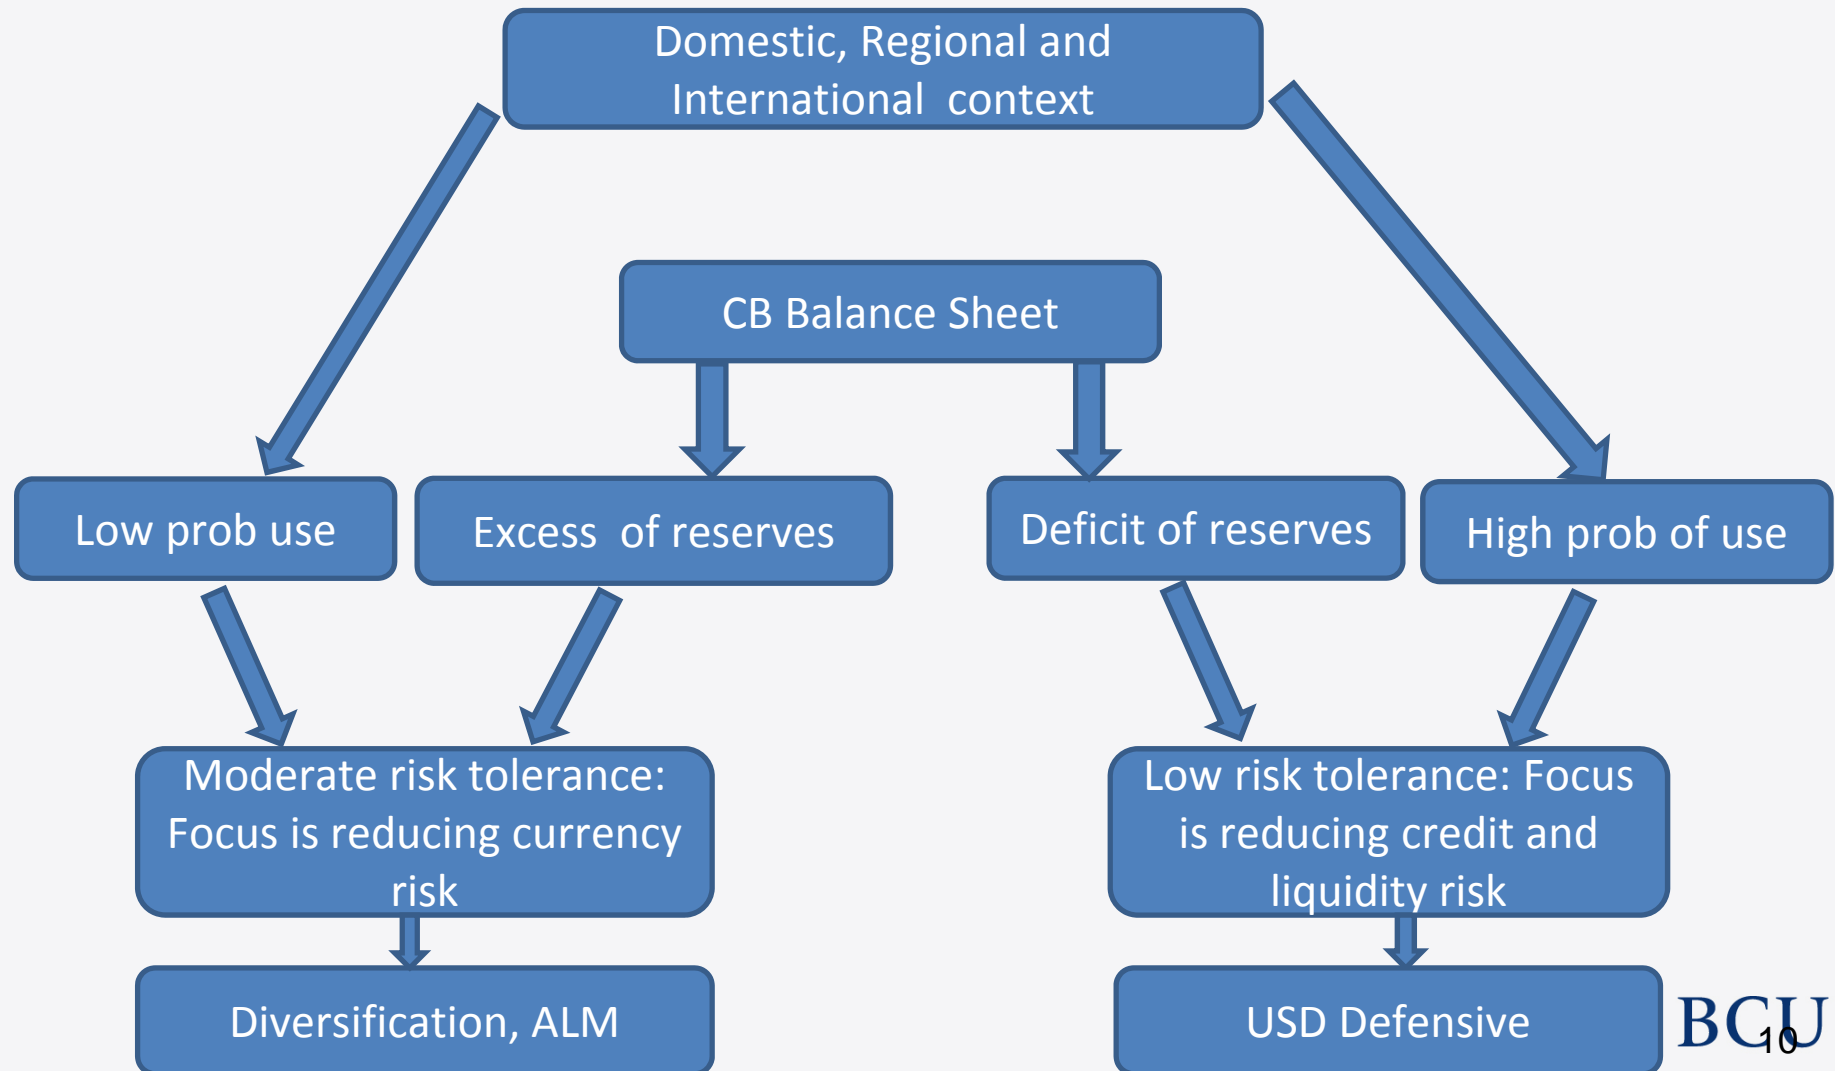 Domestic, Regional and
International context
CB Balance Sheet
Low prob use
Excess of reserves
Deficit of reserves
High prob of use
Moderate risk tolerance:
Focus is reducing currency
risk
Low risk tolerance: Focus
is reducing credit and
liquidity risk
Diversification, ALM
USD Defensive
BCU
10